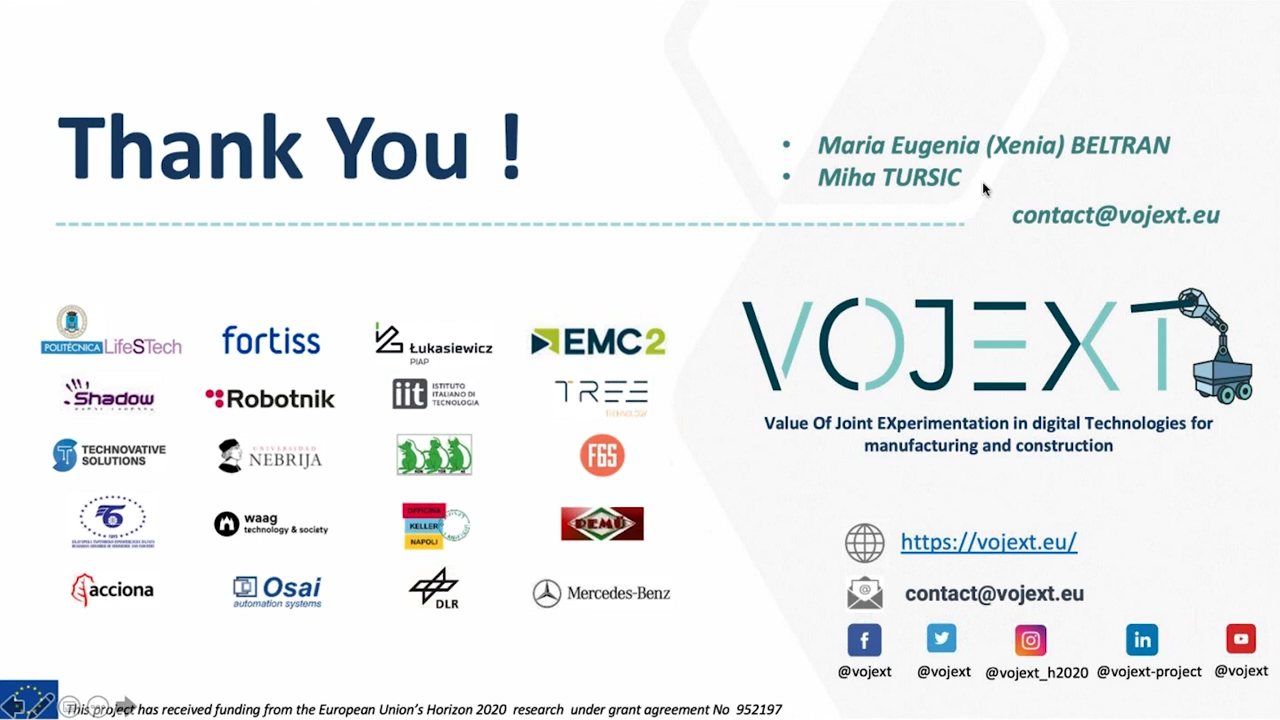 Thank You !
• Maria Eugenia (Xenia) BELTRAN
• Miha TURSIC
contact@vojext.eu
POLITÉCNICA LifeSTech
fortiss
Łukasiewicz
PIAP
EMC2
Shadow
Robotnik
iit ISTITUTO
ITALIANO DI
TECNOLOGIA
TREE
TECHNOLOGY
TECHNOVATIVE
SOLUTIONS
UNIVERSIDAD
NEBRIJA
FGS
waag
technology & society
OFFICINA
KELLER
NAPOLI
acciona
Osai
automation systems
DLR
Mercedes-Benz
VOJEXT
Value Of Joint EXperimentation in digital Technologies for
manufacturing and construction
https://vojext.eu/
contact@vojext.eu
@vojext
@vojext
@vojext_h2020
@vojext-project
@vojext
This project has received funding from the European Union's Horizon 2020 research under grant agreement No 952197